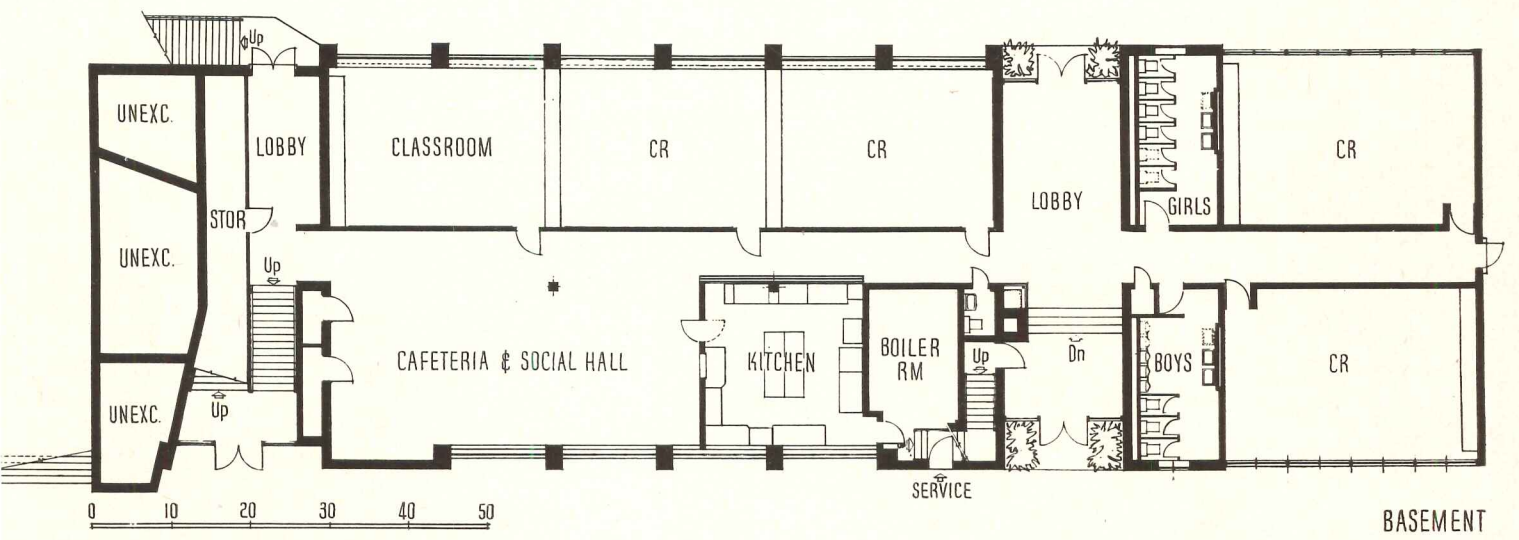 Up
UNEXC.
LOBBY
CLASSROOM
CR
CR
LOBBY
GIRLS
CR
STOR
UNEXC.
Up
CAFETERIA & SOCIAL HALL
KITCHEN
BOILER
RM
Up
Dn
BOYS
CR
UNEXC.
Up
SERVICE
0 10 20 30 40 50
BASEMENT